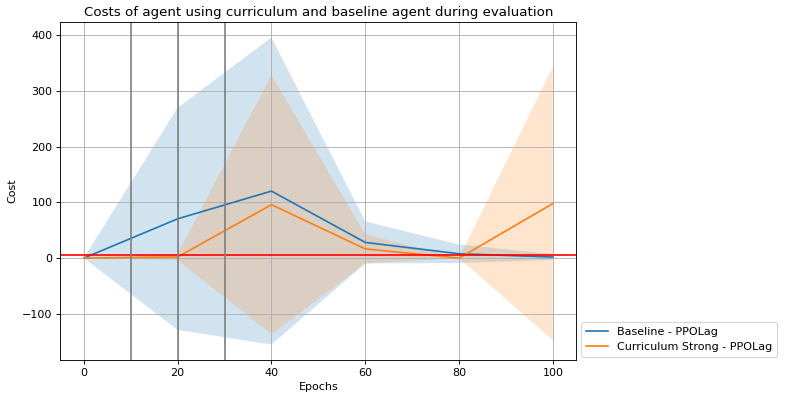 Costs of agent using curriculum and baseline agent during evaluation
400
300
200
100
0
−100
Cost
0 20 40 60 80 100
Epochs
Baseline - PPOLag
Curriculum Strong - PPOLag